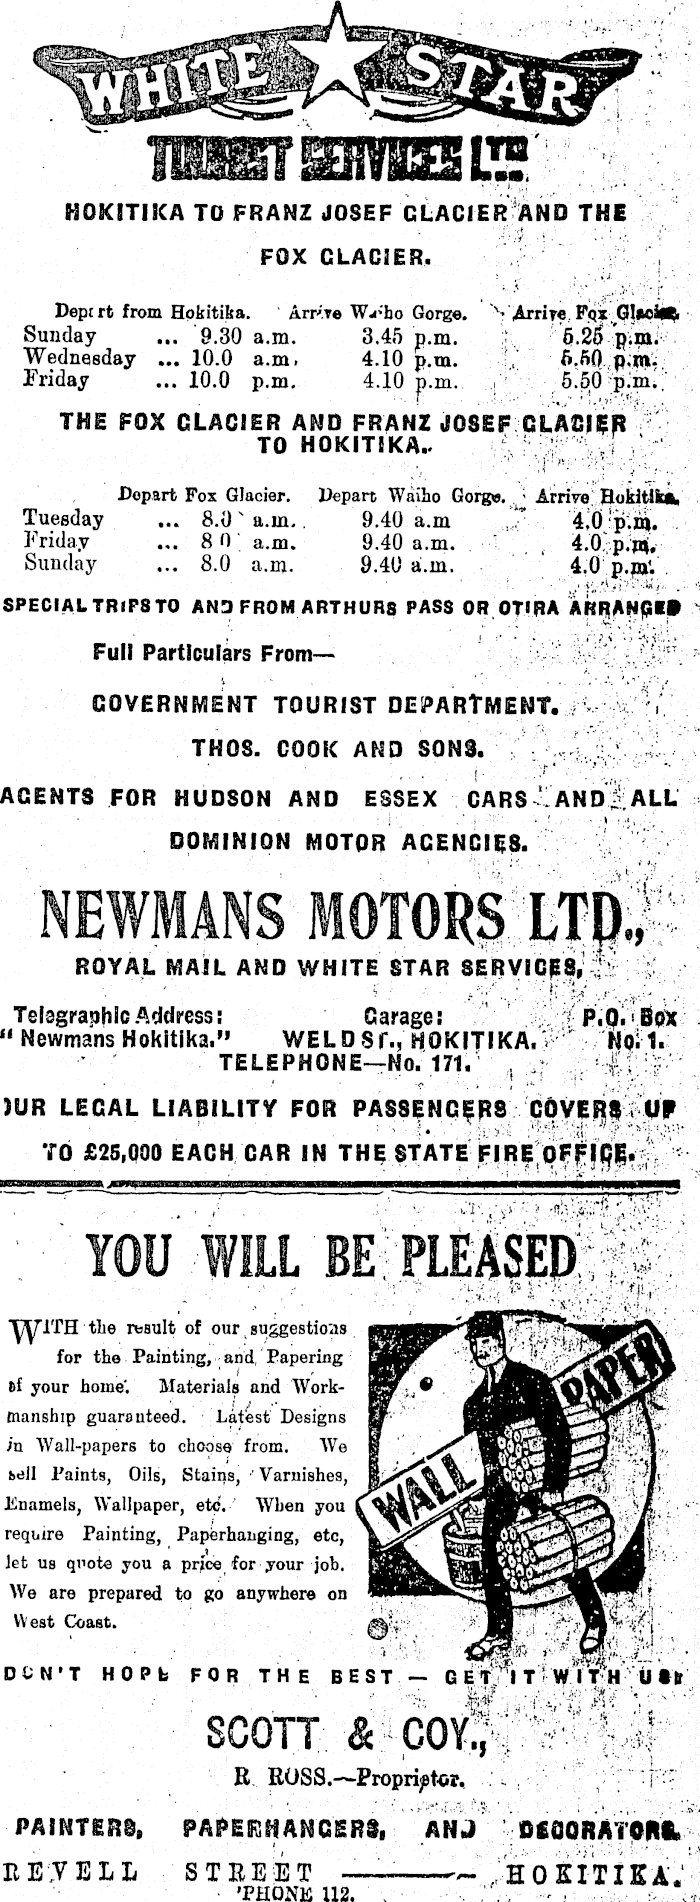 WHITE STAR
TOURIST SERVICES LTD
HOKITIKA TO FRANZ JOSEF GLACIER AND THE
FOX GLACIER.
Depart from Hokitika. Arrive Waiho Gorge. Arrive Fox Glacier.
Sunday ... 9.30 a.m. 3.45 p.m. 5.25 p.m.
Wednesday ... 10.0 a.m. 4.10 p.m. 5.50 p.m.
Friday ... 10.0 p.m. 4.10 p.m. 5.50 p.m.
THE FOX GLACIER AND FRANZ JOSEF GLACIER
TO HOKITIKA.
Depart Fox Glacier. Depart Waiho Gorge. Arrive Hokitika.
Tuesday ... 8.0 a.m. 9.40 a.m 4.0 p.m.
Friday ... 8 0 a.m. 9.40 a.m. 4.0 p.m.
Sunday ... 8.0 a.m. 9.40 a.m. 4.0 p.m.
SPECIAL TRIPS TO AND FROM ARTHURS PASS OR OTIRA ARRANGED
Full Particulars From—
GOVERNMENT TOURIST DEPARTMENT.
THOS. COOK AND SONS.
AGENTS FOR HUDSON AND ESSEX CARS AND ALL
DOMINION MOTOR AGENCIES.
NEWMANS MOTORS LTD.,
ROYAL MAIL AND WHITE STAR SERVICES,
Telegraphic Address: Garage: P.O. Box
"Newmans Hokitika." WELD ST., HOKITIKA. No. 1.
TELEPHONE—No. 171.
OUR LEGAL LIABILITY FOR PASSENGERS COVERS UP
TO £25,000 EACH CAR IN THE STATE FIRE OFFICE.
YOU WILL BE PLEASED
WITH the result of our suggestions
for the Painting, and Papering
of your home. Materials and Work-
manship guaranteed. Latest Designs
in Wall-papers to choose from. We
sell Paints, Oils, Stains, Varnishes,
Enamels, Wallpaper, etc. When you
require Painting, Paperhanging, etc,
let us quote you a price for your job.
We are prepared to go anywhere on
West Coast.
WALL PAPER
DON'T HOPE FOR THE BEST — GET IT WITH US!
SCOTT & COY.,
R ROSS.—Proprietor.
PAINTERS, PAPERHANGERS, AND DECORATORS.
REVELL STREET —— HOKITIKA.
'PHONE 112.